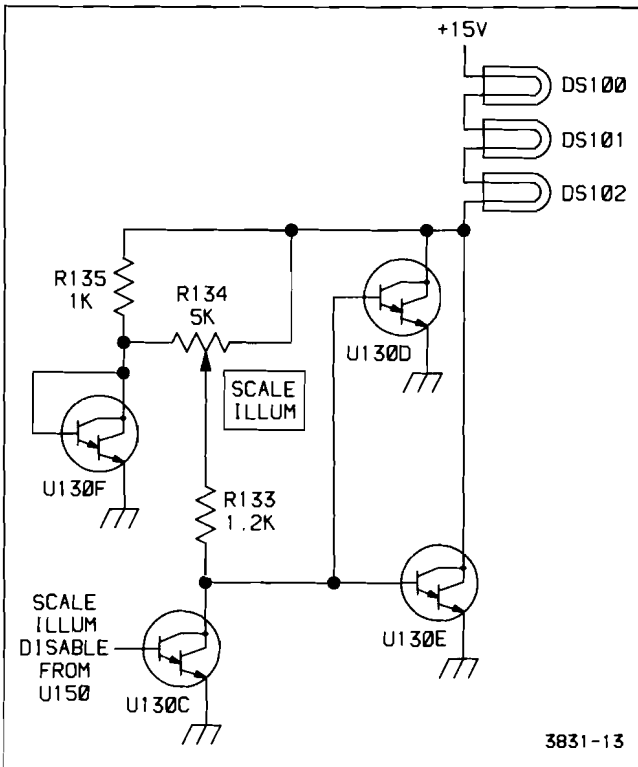 +15V
DS100
DS101
DS102
R135
1K
R134
5K
U130D
SCALE
ILLUM
U130F
R133
1.2K
SCALE
ILLUM
DISABLE
FROM
U150
U130C
U130E
3831-13